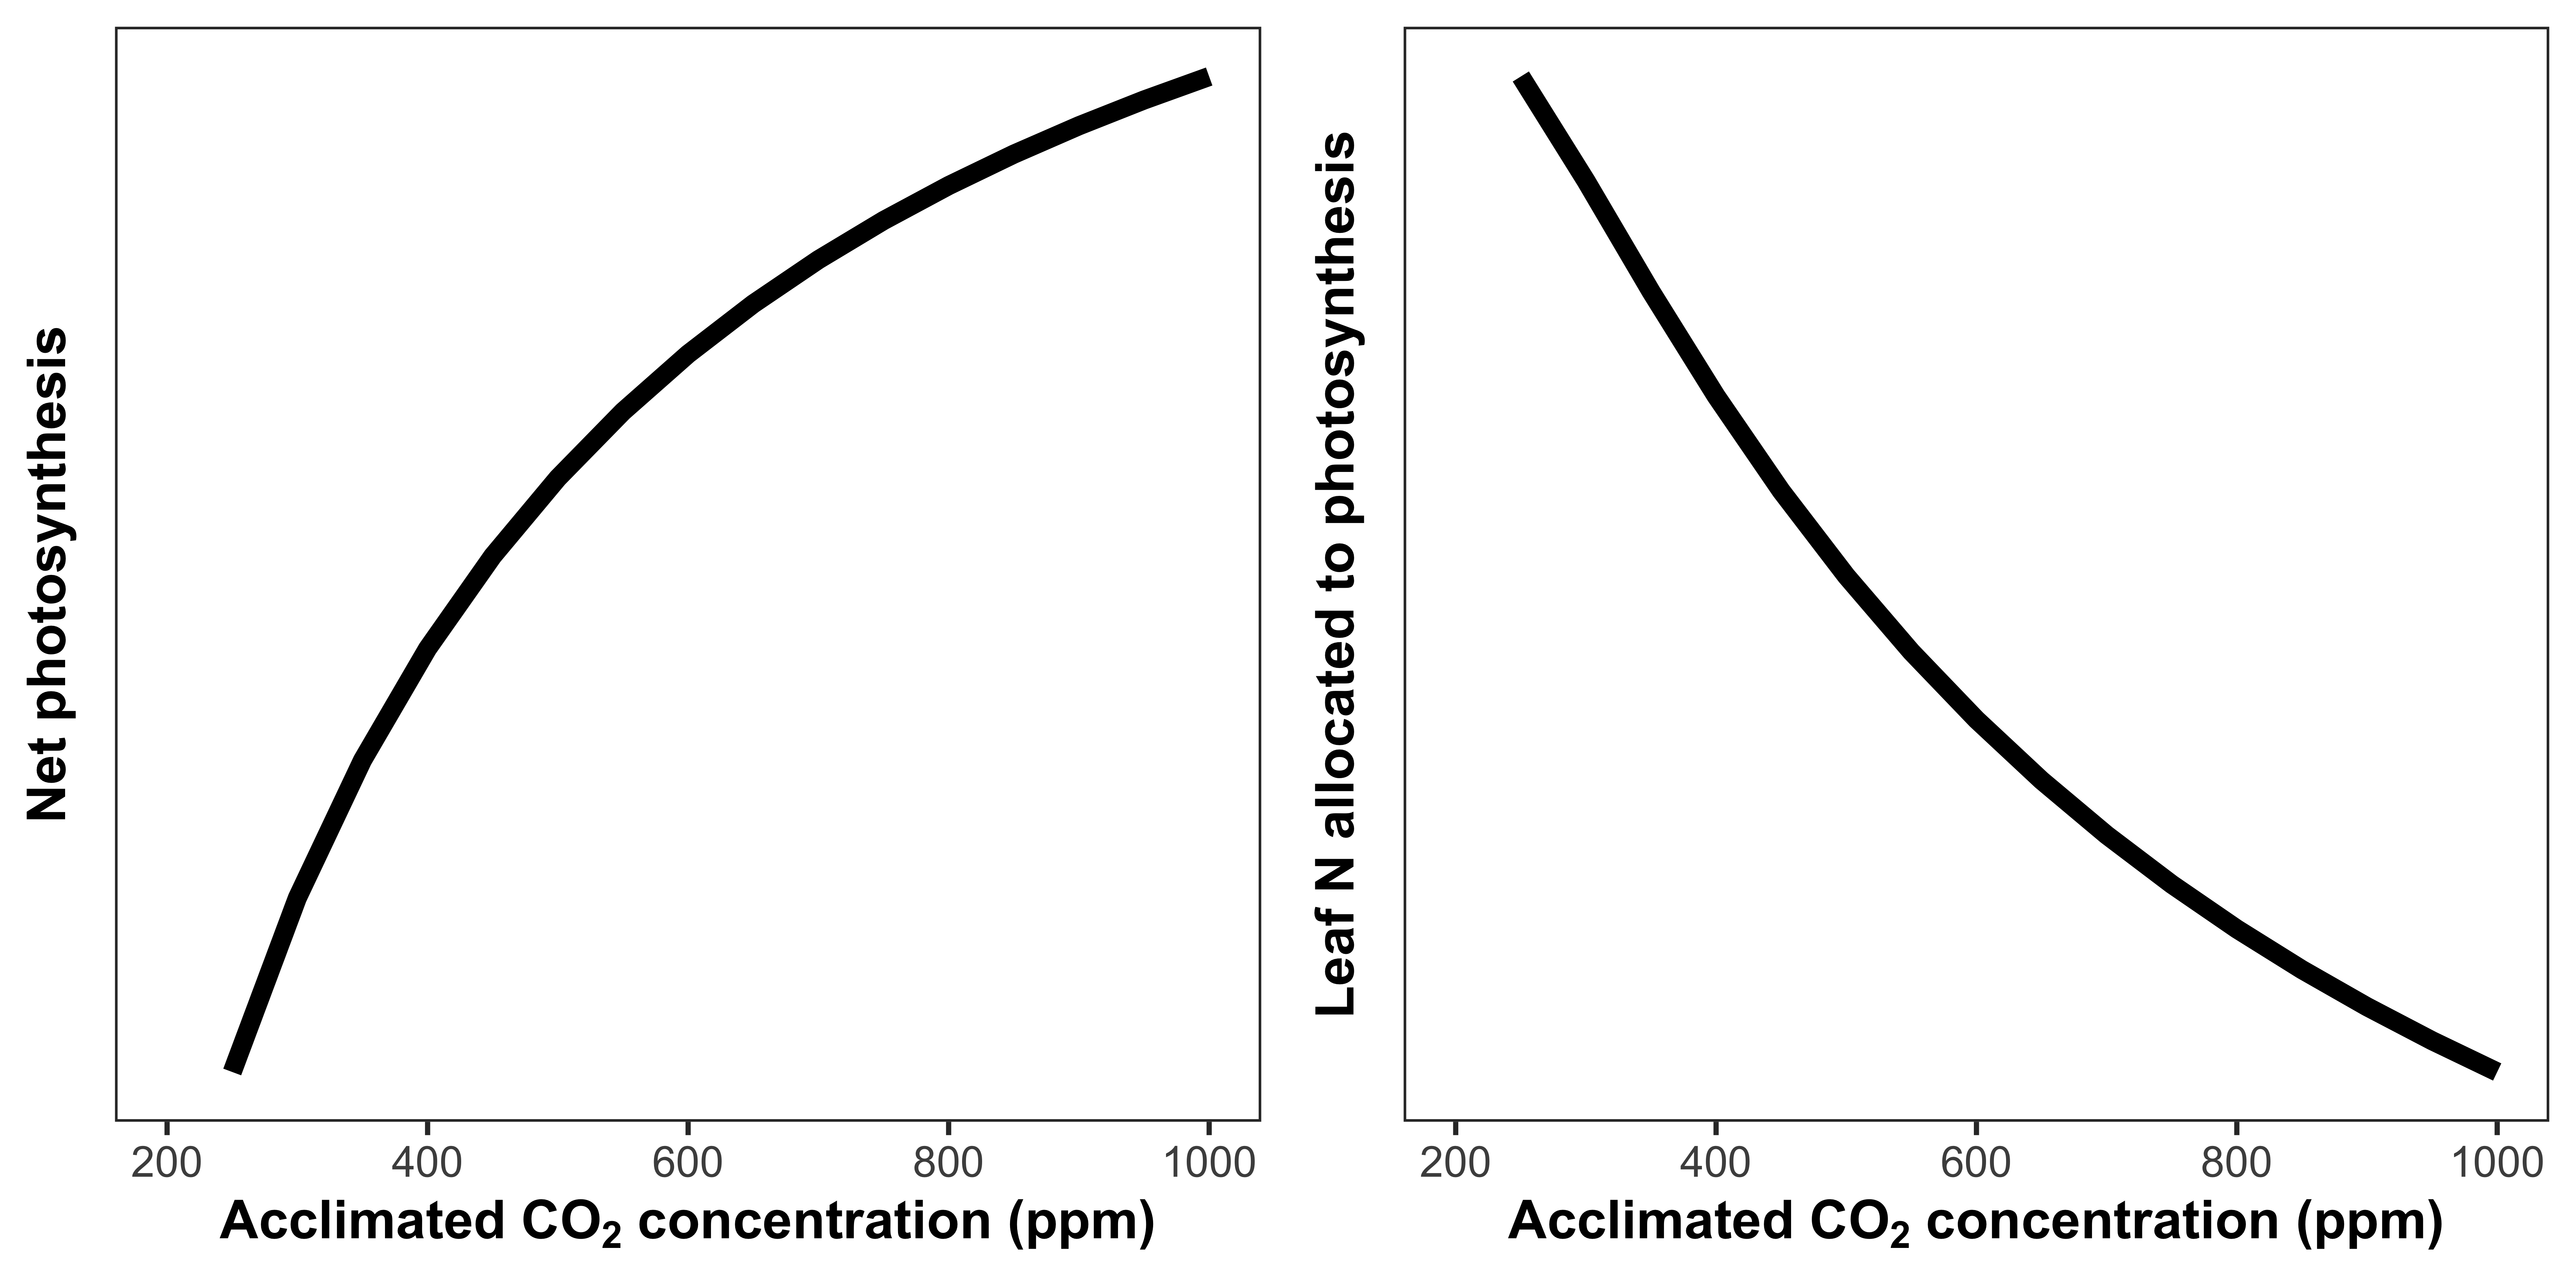 Net photosynthesis
200 400 600 800 1000
Acclimated CO₂ concentration (ppm)
Leaf N allocated to photosynthesis
200 400 600 800 1000
Acclimated CO₂ concentration (ppm)